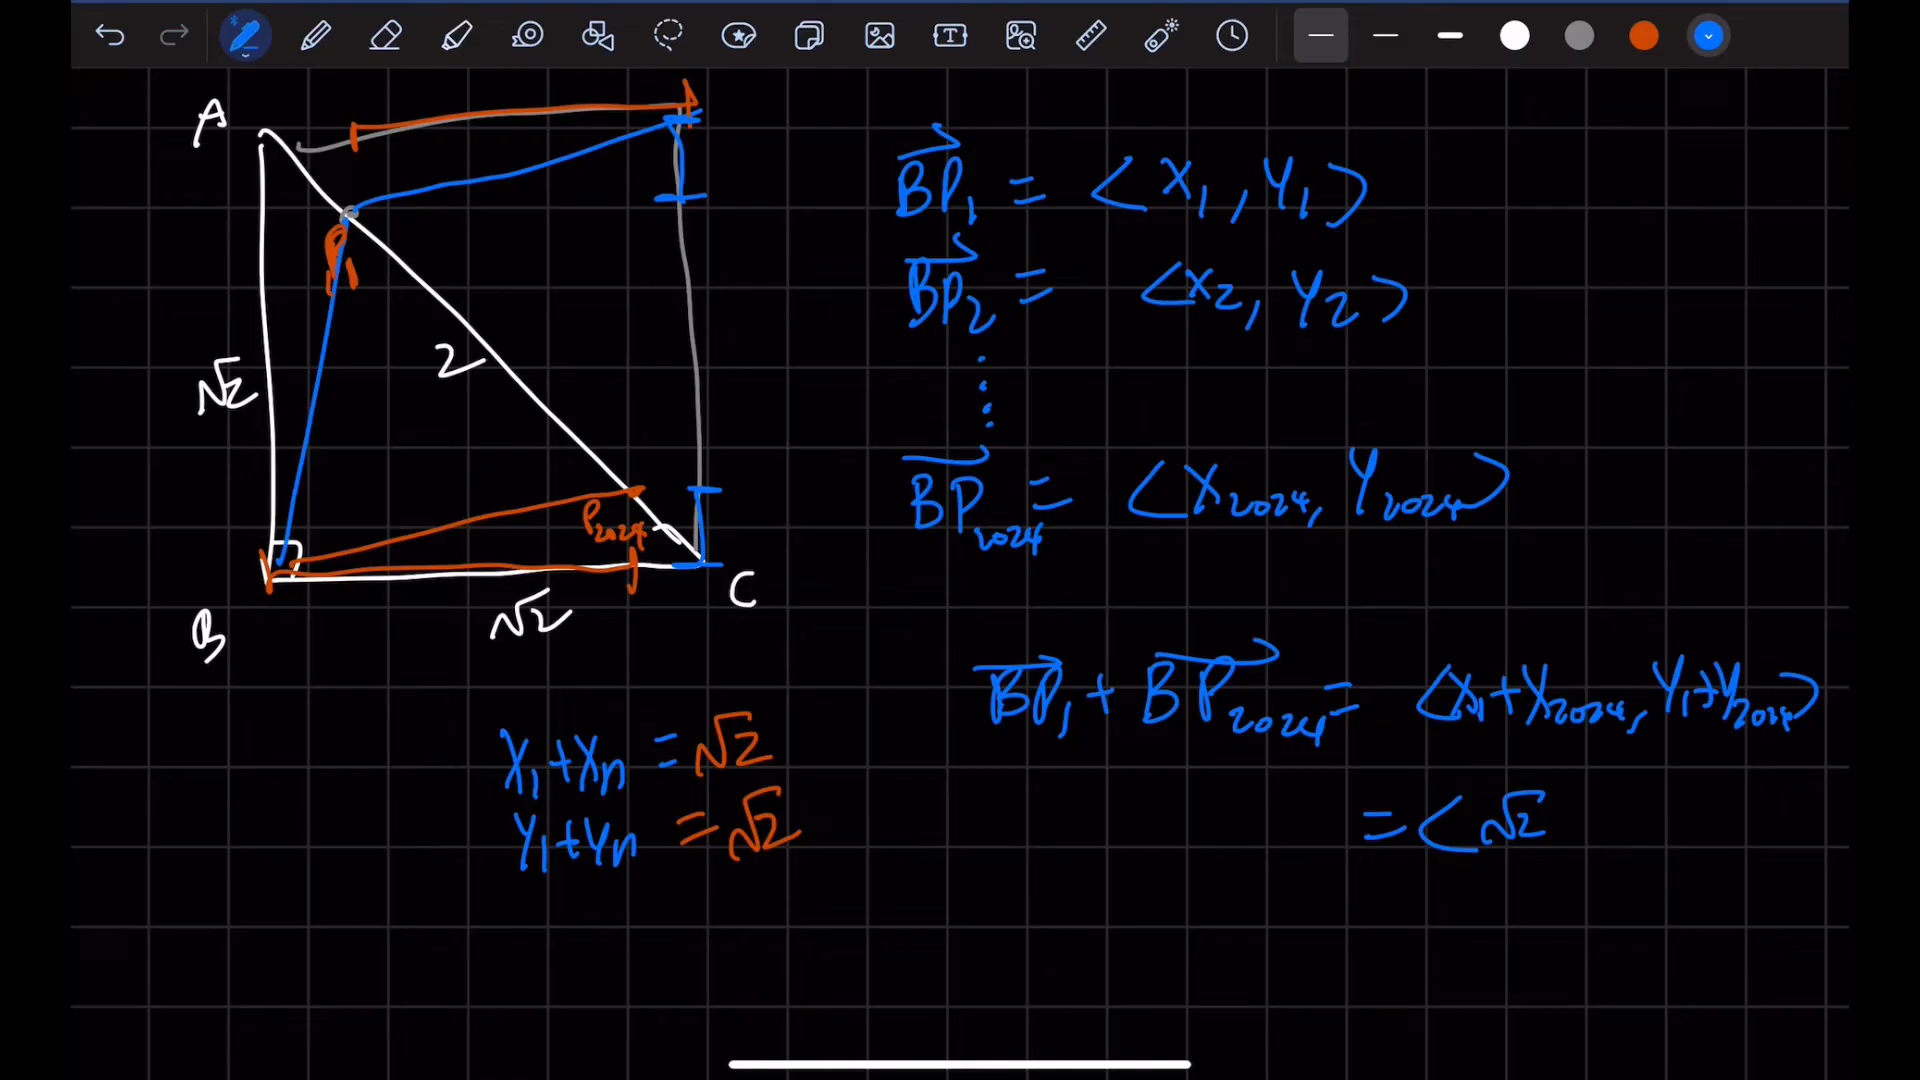 A
P₁
√2
2
P₂₀₂₄
B
√2
C
BP₁ = <x₁, y₁>
BP₂ = <x₂, y₂>
⋮
BP₂₀₂₄ = <x₂₀₂₄, y₂₀₂₄>
BP₁ + BP₂₀₂₄ = <x₁+x₂₀₂₄, y₁+y₂₀₂₄>
= <√2
x₁+xₙ = √2
y₁+yₙ = √2